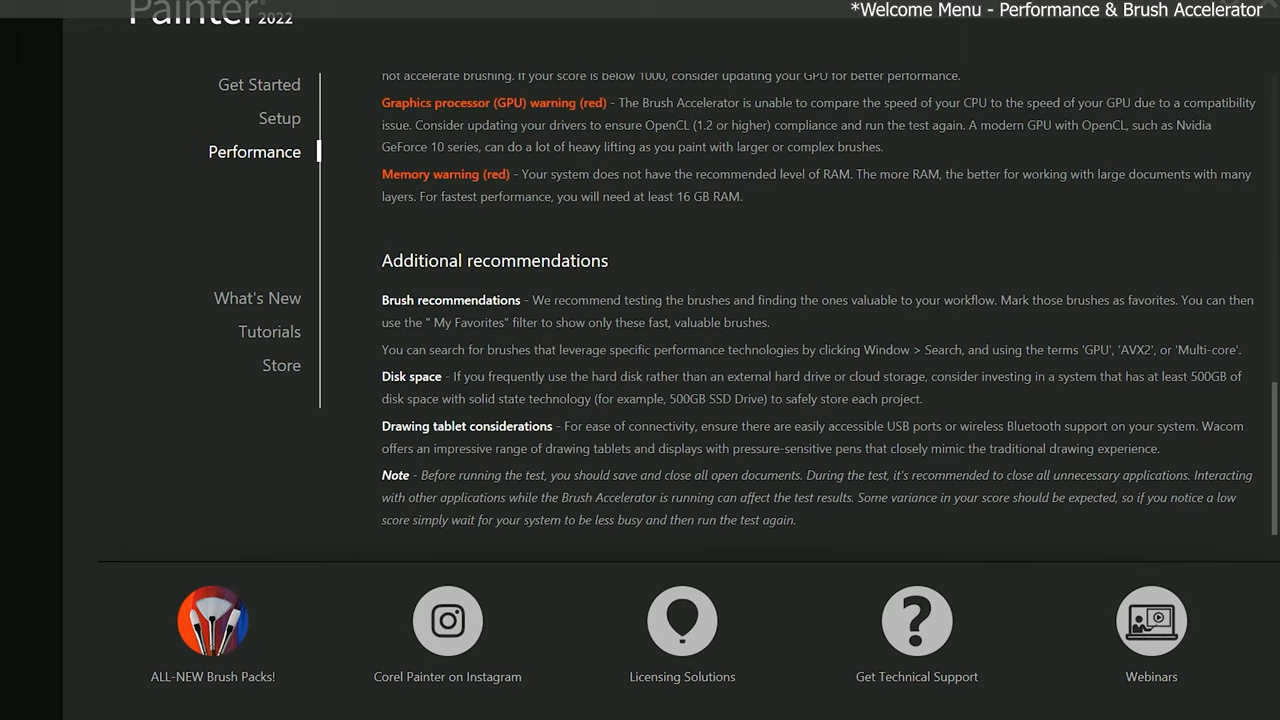 Painter 2022
*Welcome Menu - Performance & Brush Accelerator
Get Started
Setup
Performance
What's New
Tutorials
Store
not accelerate brushing. If your score is below 1000, consider updating your GPU for better performance.
Graphics processor (GPU) warning (red) - The Brush Accelerator is unable to compare the speed of your CPU to the speed of your GPU due to a compatibility
issue. Consider updating your drivers to ensure OpenCL (1.2 or higher) compliance and run the test again. A modern GPU with OpenCL, such as Nvidia
GeForce 10 series, can do a lot of heavy lifting as you paint with larger or complex brushes.
Memory warning (red) - Your system does not have the recommended level of RAM. The more RAM, the better for working with large documents with many
layers. For fastest performance, you will need at least 16 GB RAM.
Additional recommendations
Brush recommendations - We recommend testing the brushes and finding the ones valuable to your workflow. Mark those brushes as favorites. You can then
use the " My Favorites" filter to show only these fast, valuable brushes.
You can search for brushes that leverage specific performance technologies by clicking Window > Search, and using the terms 'GPU', 'AVX2', or 'Multi-core'.
Disk space - If you frequently use the hard disk rather than an external hard drive or cloud storage, consider investing in a system that has at least 500GB of
disk space with solid state technology (for example, 500GB SSD Drive) to safely store each project.
Drawing tablet considerations - For ease of connectivity, ensure there are easily accessible USB ports or wireless Bluetooth support on your system. Wacom
offers an impressive range of drawing tablets and displays with pressure-sensitive pens that closely mimic the traditional drawing experience.
Note - Before running the test, you should save and close all open documents. During the test, it's recommended to close all unnecessary applications. Interacting
with other applications while the Brush Accelerator is running can affect the test results. Some variance in your score should be expected, so if you notice a low
score simply wait for your system to be less busy and then run the test again.
ALL-NEW Brush Packs!
Corel Painter on Instagram
Licensing Solutions
Get Technical Support
Webinars